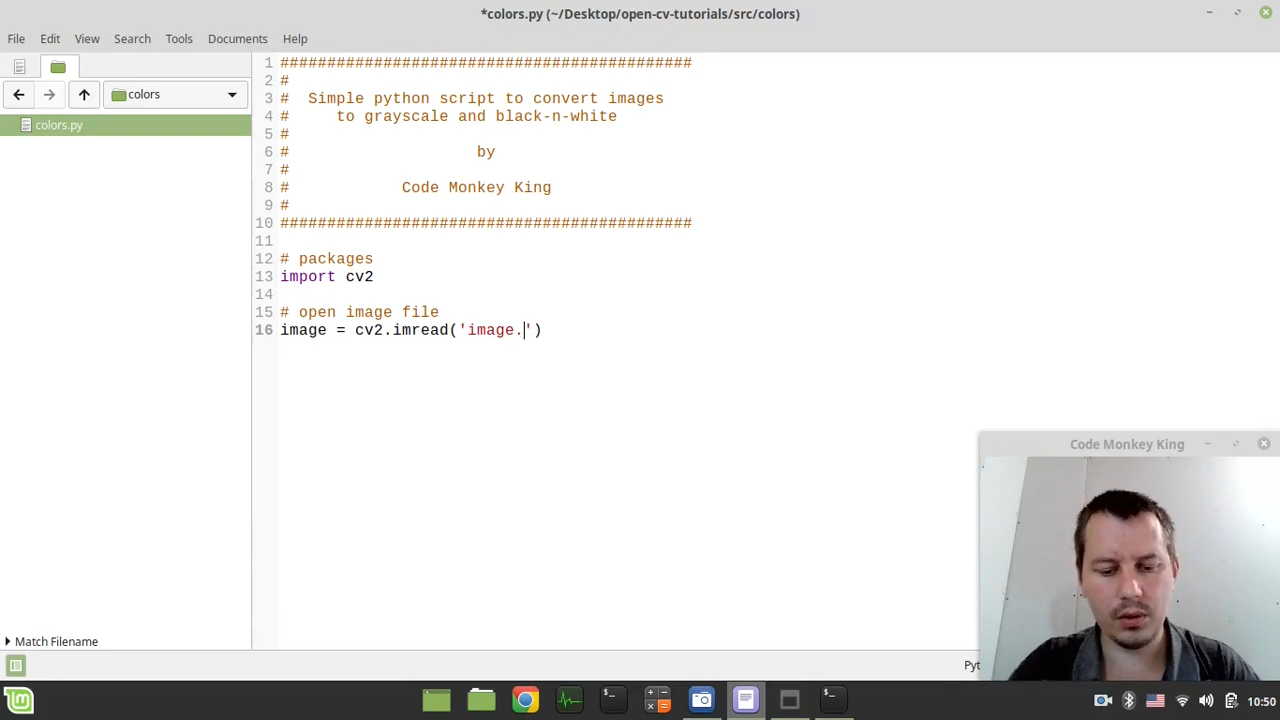 *colors.py (~/Desktop/open-cv-tutorials/src/colors)
File Edit View Search Tools Documents Help
colors
colors.py
1 ############################################
2 #
3 #  Simple python script to convert images
4 #     to grayscale and black-n-white
5 #
6 #                    by
7 #
8 #            Code Monkey King
9 #
10 ############################################
11
12 # packages
13 import cv2
14
15 # open image file
16 image = cv2.imread('image.')
Code Monkey King
Match Filename
Pyt
10:50